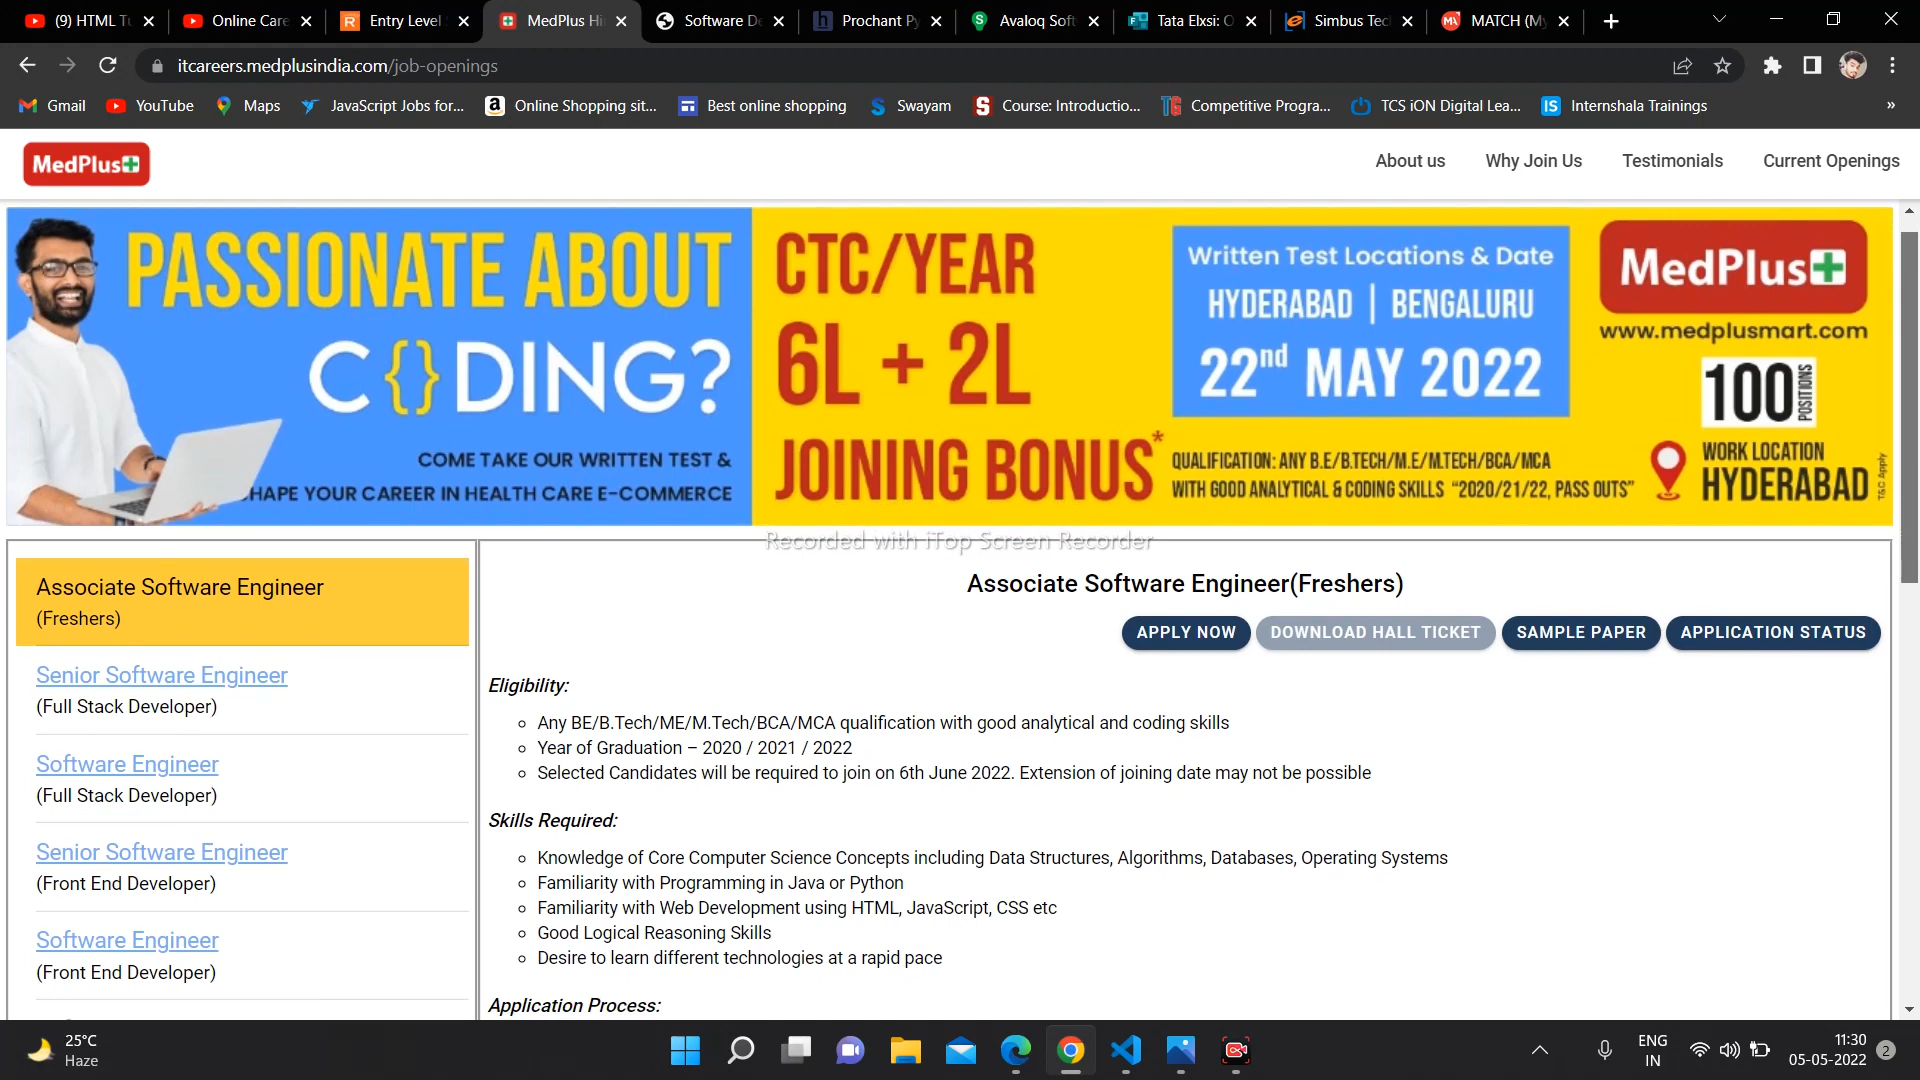 (9) HTML Tu
Online Care
Entry Level
MedPlus Hi
Software De
Prochant Py
Avaloq Soft
Tata Elxsi: O
Simbus Tec
MATCH (My
itcareers.medplusindia.com/job-openings
Gmail
YouTube
Maps
JavaScript Jobs for...
Online Shopping sit...
Best online shopping
Swayam
Course: Introductio...
Competitive Progra...
TCS iON Digital Lea...
Internshala Trainings
»
MedPlus
About us
Why Join Us
Testimonials
Current Openings
PASSIONATE ABOUT
C{}DING?
COME TAKE OUR WRITTEN TEST &
HAPE YOUR CAREER IN HEALTH CARE E-COMMERCE
CTC/YEAR
6L + 2L
JOINING BONUS*
Written Test Locations & Date
HYDERABAD | BENGALURU
22nd MAY 2022
QUALIFICATION: ANY B.E/B.TECH/M.E/M.TECH/BCA/MCA
WITH GOOD ANALYTICAL & CODING SKILLS "2020/21/22, PASS OUTS"
MedPlus
www.medplusmart.com
100 POSITIONS
WORK LOCATION
HYDERABAD
T&C Apply
Recorded with iTop Screen Recorder
Associate Software Engineer
(Freshers)
Senior Software Engineer
(Full Stack Developer)
Software Engineer
(Full Stack Developer)
Senior Software Engineer
(Front End Developer)
Software Engineer
(Front End Developer)
Associate Software Engineer(Freshers)
APPLY NOW
DOWNLOAD HALL TICKET
SAMPLE PAPER
APPLICATION STATUS
Eligibility:
Any BE/B.Tech/ME/M.Tech/BCA/MCA qualification with good analytical and coding skills
Year of Graduation – 2020 / 2021 / 2022
Selected Candidates will be required to join on 6th June 2022. Extension of joining date may not be possible
Skills Required:
Knowledge of Core Computer Science Concepts including Data Structures, Algorithms, Databases, Operating Systems
Familiarity with Programming in Java or Python
Familiarity with Web Development using HTML, JavaScript, CSS etc
Good Logical Reasoning Skills
Desire to learn different technologies at a rapid pace
Application Process:
25°C
Haze
ENG
IN
11:30
05-05-2022
2